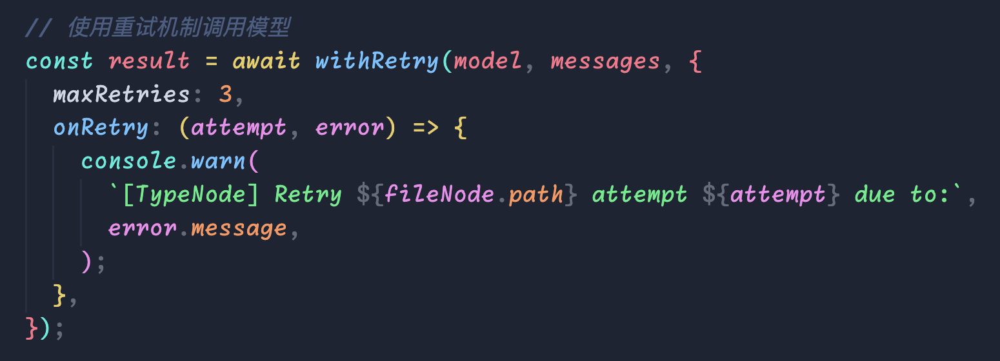 // 使用重试机制调用模型
const result = await withRetry(model, messages, {
  maxRetries: 3,
  onRetry: (attempt, error) => {
    console.warn(
      `[TypeNode] Retry ${fileNode.path} attempt ${attempt} due to:`,
      error.message,
    );
  },
});